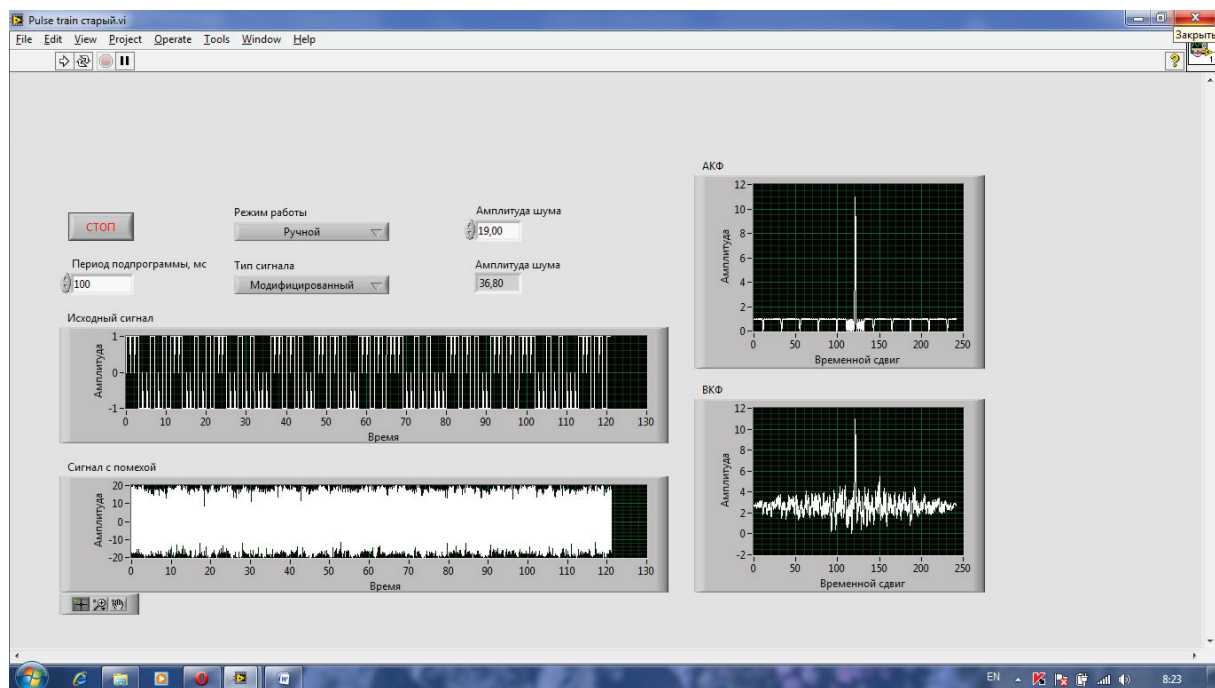 Pulse train старый.vi
File Edit View Project Operate Tools Window Help
Закрыть
1
АКФ
12
10
8
6
4
2
0
Амплитуда
0 50 100 150 200 250
Временной сдвиг
СТОП
Режим работы
Ручной
Амплитуда шума
19,00
Период подпрограммы, мс
100
Тип сигнала
Модифицированный
Амплитуда шума
36,80
Исходный сигнал
1
0
-1
Амплитуда
0 10 20 30 40 50 60 70 80 90 100 110 120 130
Время
ВКФ
12
10
8
6
4
2
0
-2
Амплитуда
0 50 100 150 200 250
Временной сдвиг
Сигнал с помехой
20
10
0
-10
-20
Амплитуда
0 10 20 30 40 50 60 70 80 90 100 110 120 130
Время
EN 8:23